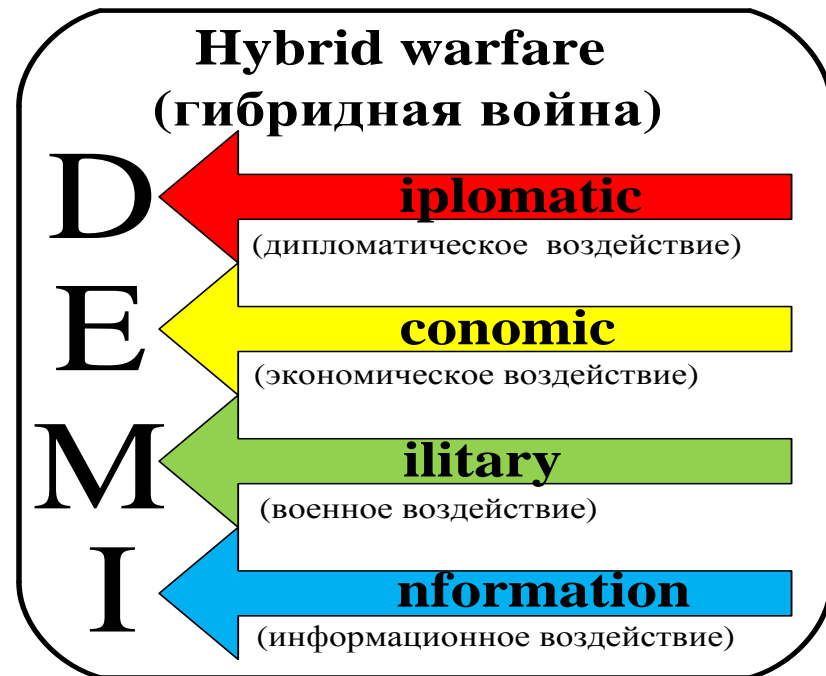 Hybrid warfare
(гибридная война)
D iplomatic
(дипломатическое воздействие)
E conomic
(экономическое воздействие)
M ilitary
(военное воздействие)
I nformation
(информационное воздействие)